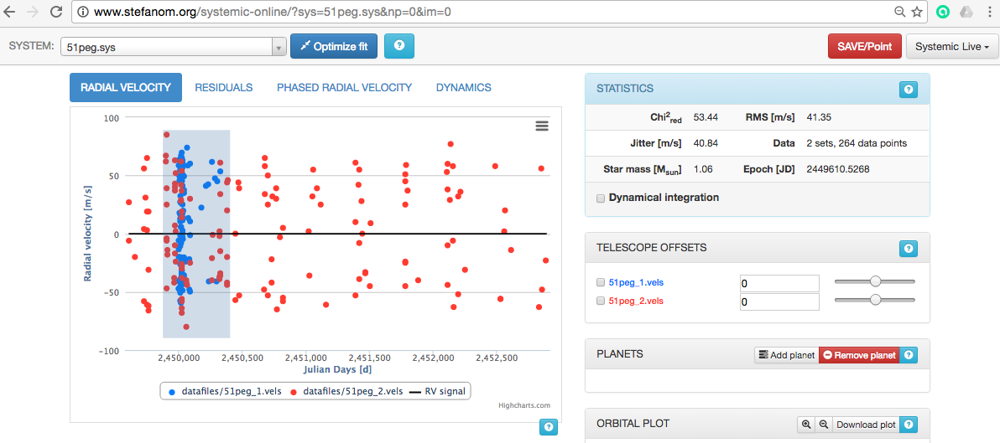 www.stefanom.org/systemic-online/?sys=51peg.sys&np=0&im=0
SYSTEM: 51peg.sys Optimize fit ? SAVE/Point Systemic Live
RADIAL VELOCITY RESIDUALS PHASED RADIAL VELOCITY DYNAMICS
100
50
0
-50
-100
Radial velocity [m/s]
2,450,000 2,450,500 2,451,000 2,451,500 2,452,000 2,452,500
Julian Days [d]
datafiles/51peg_1.vels datafiles/51peg_2.vels RV signal
Highcharts.com
?
STATISTICS ?
Chi²red 53.44 RMS [m/s] 41.35
Jitter [m/s] 40.84 Data 2 sets, 264 data points
Star mass [Msun] 1.06 Epoch [JD] 2449610.5268
Dynamical integration
TELESCOPE OFFSETS ?
51peg_1.vels 0
51peg_2.vels 0
PLANETS Add planet Remove planet ?
ORBITAL PLOT Download plot ?